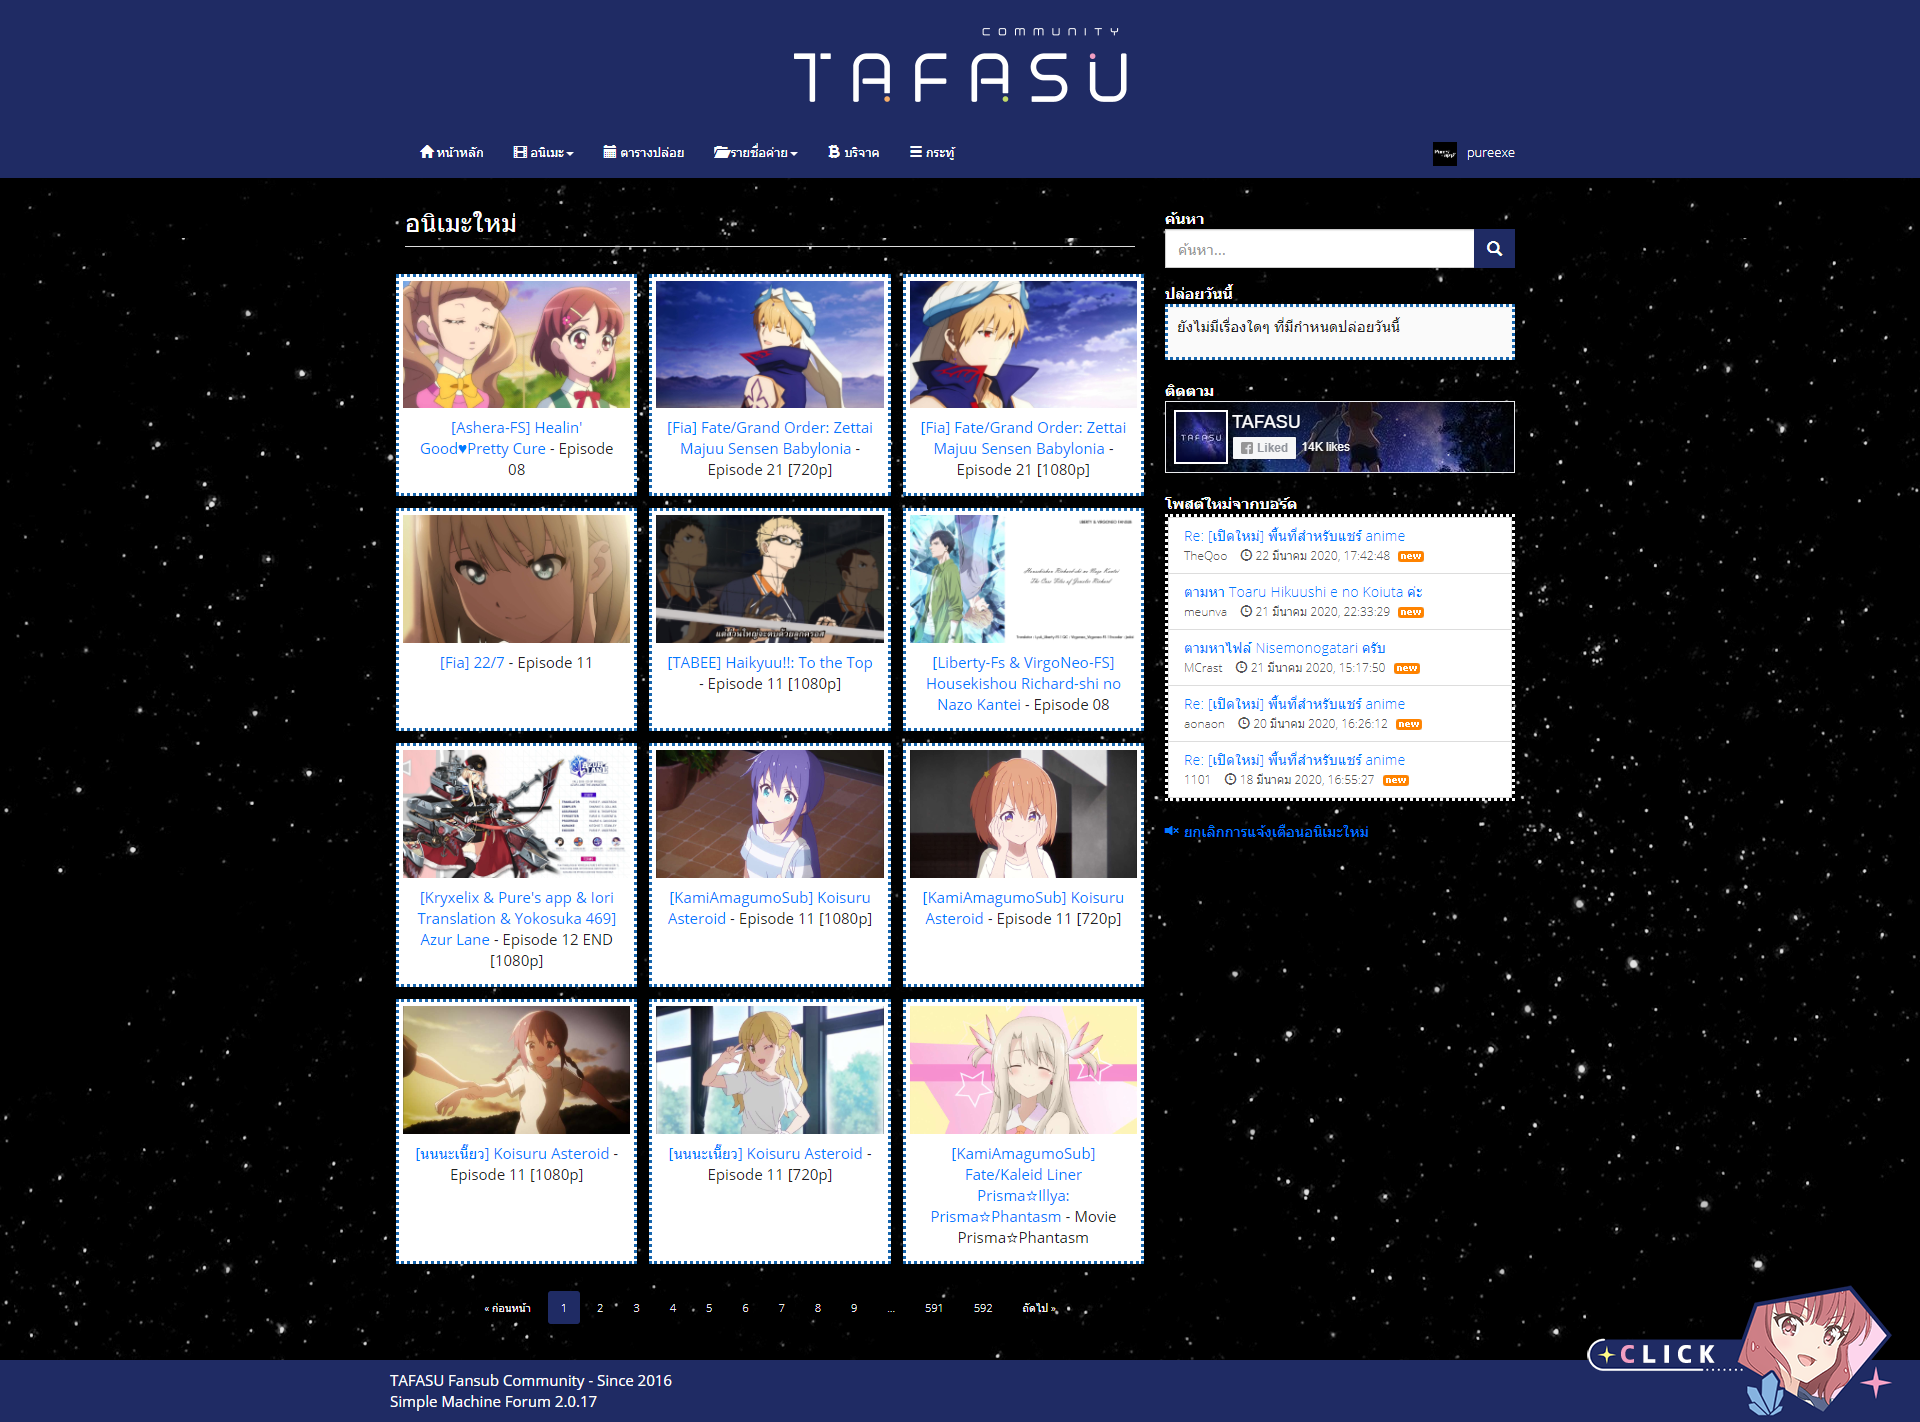 COMMUNITY
TAFASU
หน้าหลัก
อนิเมะ
ตารางปล่อย
รายชื่อค่าย
บริจาค
กระทู้
pureexe
อนิเมะใหม่
[Ashera-FS] Healin'
Good♥Pretty Cure - Episode
08
[Fia] Fate/Grand Order: Zettai
Majuu Sensen Babylonia -
Episode 21 [720p]
[Fia] Fate/Grand Order: Zettai
Majuu Sensen Babylonia -
Episode 21 [1080p]
[Fia] 22/7 - Episode 11
[TABEE] Haikyuu!!: To the Top
- Episode 11 [1080p]
[Liberty-Fs & VirgoNeo-FS]
Housekishou Richard-shi no
Nazo Kantei - Episode 08
AZUR LANE
[Kryxelix & Pure's app & Iori
Translation & Yokosuka 469]
Azur Lane - Episode 12 END
[1080p]
[KamiAmagumoSub] Koisuru
Asteroid - Episode 11 [1080p]
[KamiAmagumoSub] Koisuru
Asteroid - Episode 11 [720p]
[นนนะเนี๊ยว] Koisuru Asteroid -
Episode 11 [1080p]
[นนนะเนี๊ยว] Koisuru Asteroid -
Episode 11 [720p]
[KamiAmagumoSub]
Fate/Kaleid Liner
Prisma☆Illya:
Prisma☆Phantasm - Movie
Prisma☆Phantasm
« ก่อนหน้า 1 2 3 4 5 6 7 8 9 ... 591 592 ถัดไป »
ค้นหา
ค้นหา...
ปล่อยวันนี้
ยังไม่มีเรื่องใดๆ ที่มีกำหนดปล่อยวันนี้
ติดตาม
TAFASU
TAFASU
Liked 14K likes
โพสต์ใหม่จากบอร์ด
Re: [เปิดใหม่] พื้นที่สำหรับแชร์ anime
TheQoo 22 มีนาคม 2020, 17:42:48 new
ตามหา Toaru Hikuushi e no Koiuta ค่ะ
meunva 21 มีนาคม 2020, 22:33:29 new
ตามหาไฟล์ Nisemonogatari ครับ
MCrast 21 มีนาคม 2020, 15:17:50 new
Re: [เปิดใหม่] พื้นที่สำหรับแชร์ anime
aonaon 20 มีนาคม 2020, 16:26:12 new
Re: [เปิดใหม่] พื้นที่สำหรับแชร์ anime
1101 18 มีนาคม 2020, 16:55:27 new
ยกเลิกการแจ้งเตือนอนิเมะใหม่
CLICK
TAFASU Fansub Community - Since 2016
Simple Machine Forum 2.0.17